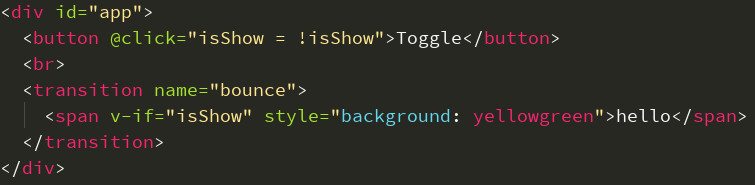 <div id="app">
  <button @click="isShow = !isShow">Toggle</button>
  <br>
  <transition name="bounce">
    <span v-if="isShow" style="background: yellowgreen">hello</span>
  </transition>
</div>